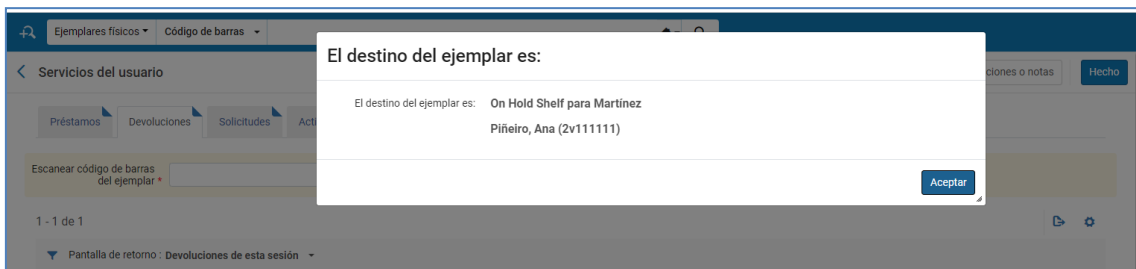 Ejemplares físicos Código de barras
El destino del ejemplar es:
Servicios del usuario
ciones o notas Hecho
El destino del ejemplar es: On Hold Shelf para Martínez
Piñeiro, Ana (2v111111)
Préstamos Devoluciones Solicitudes Acti
Escanear código de barras
del ejemplar *
Aceptar
1 - 1 de 1
Pantalla de retorno : Devoluciones de esta sesión